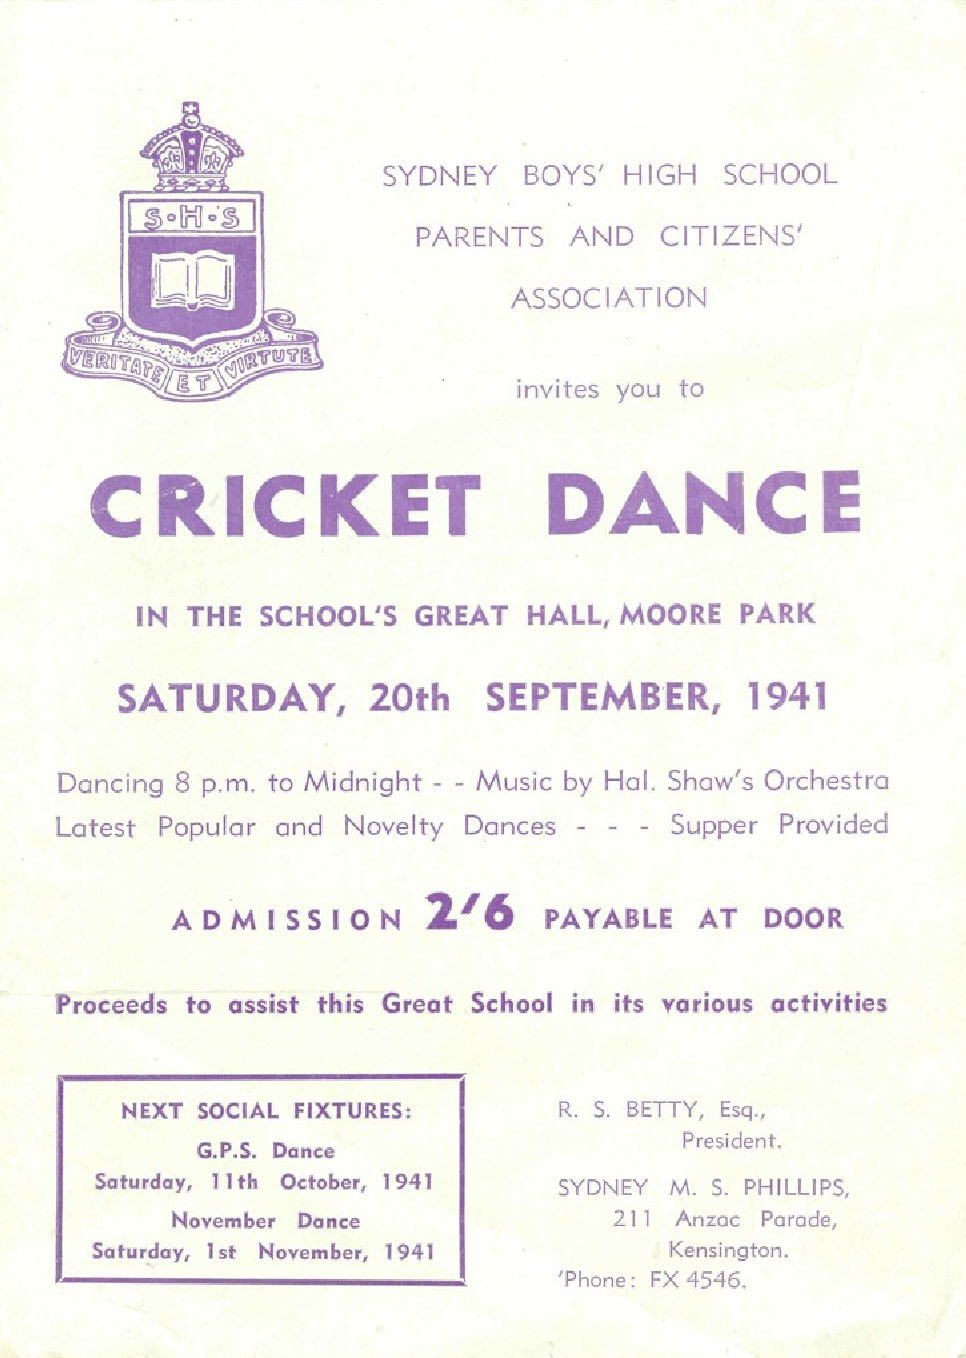 S·H·S
VERITATE ET VIRTUTE
SYDNEY BOYS' HIGH SCHOOL
PARENTS AND CITIZENS'
ASSOCIATION
invites you to
CRICKET DANCE
IN THE SCHOOL'S GREAT HALL, MOORE PARK
SATURDAY, 20th SEPTEMBER, 1941
Dancing 8 p.m. to Midnight - - Music by Hal. Shaw's Orchestra
Latest Popular and Novelty Dances - - - Supper Provided
ADMISSION 2'6 PAYABLE AT DOOR
Proceeds to assist this Great School in its various activities
NEXT SOCIAL FIXTURES:
G.P.S. Dance
Saturday, 11th October, 1941
November Dance
Saturday, 1st November, 1941
R. S. BETTY, Esq.,
President.
SYDNEY M. S. PHILLIPS,
211 Anzac Parade,
Kensington.
'Phone: FX 4546.